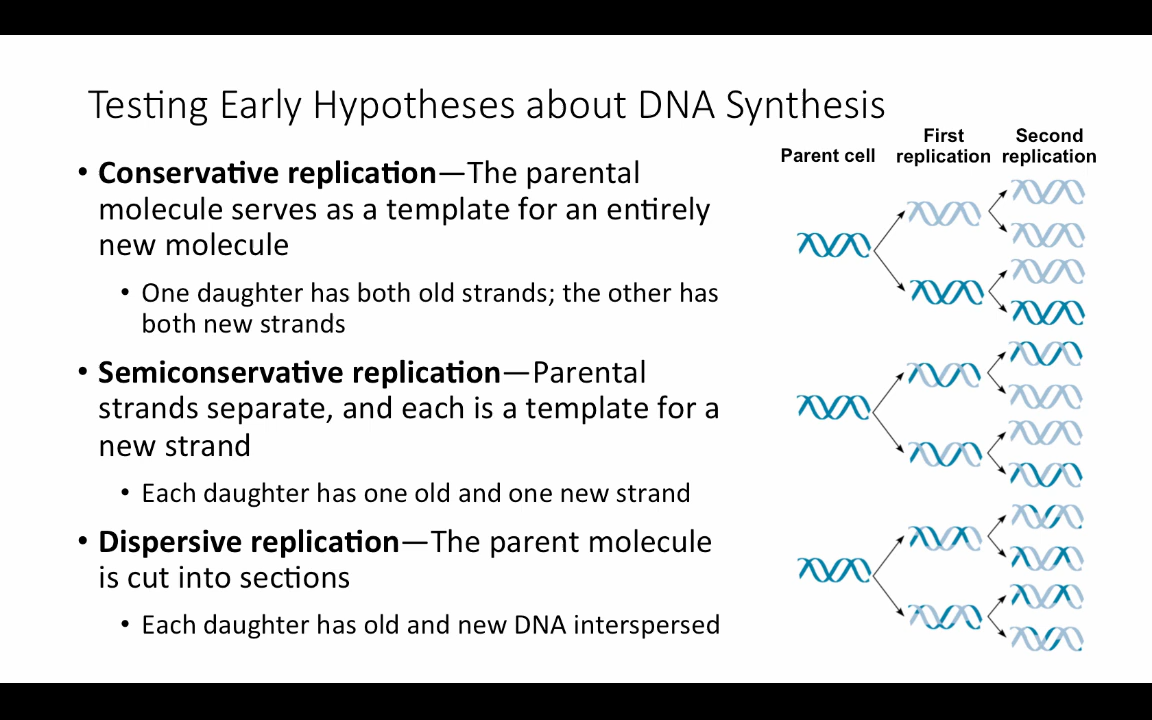 Testing Early Hypotheses about DNA Synthesis
• Conservative replication—The parental
molecule serves as a template for an entirely
new molecule
• One daughter has both old strands; the other has
both new strands
• Semiconservative replication—Parental
strands separate, and each is a template for a
new strand
• Each daughter has one old and one new strand
• Dispersive replication—The parent molecule
is cut into sections
• Each daughter has old and new DNA interspersed
Parent cell
First
replication
Second
replication